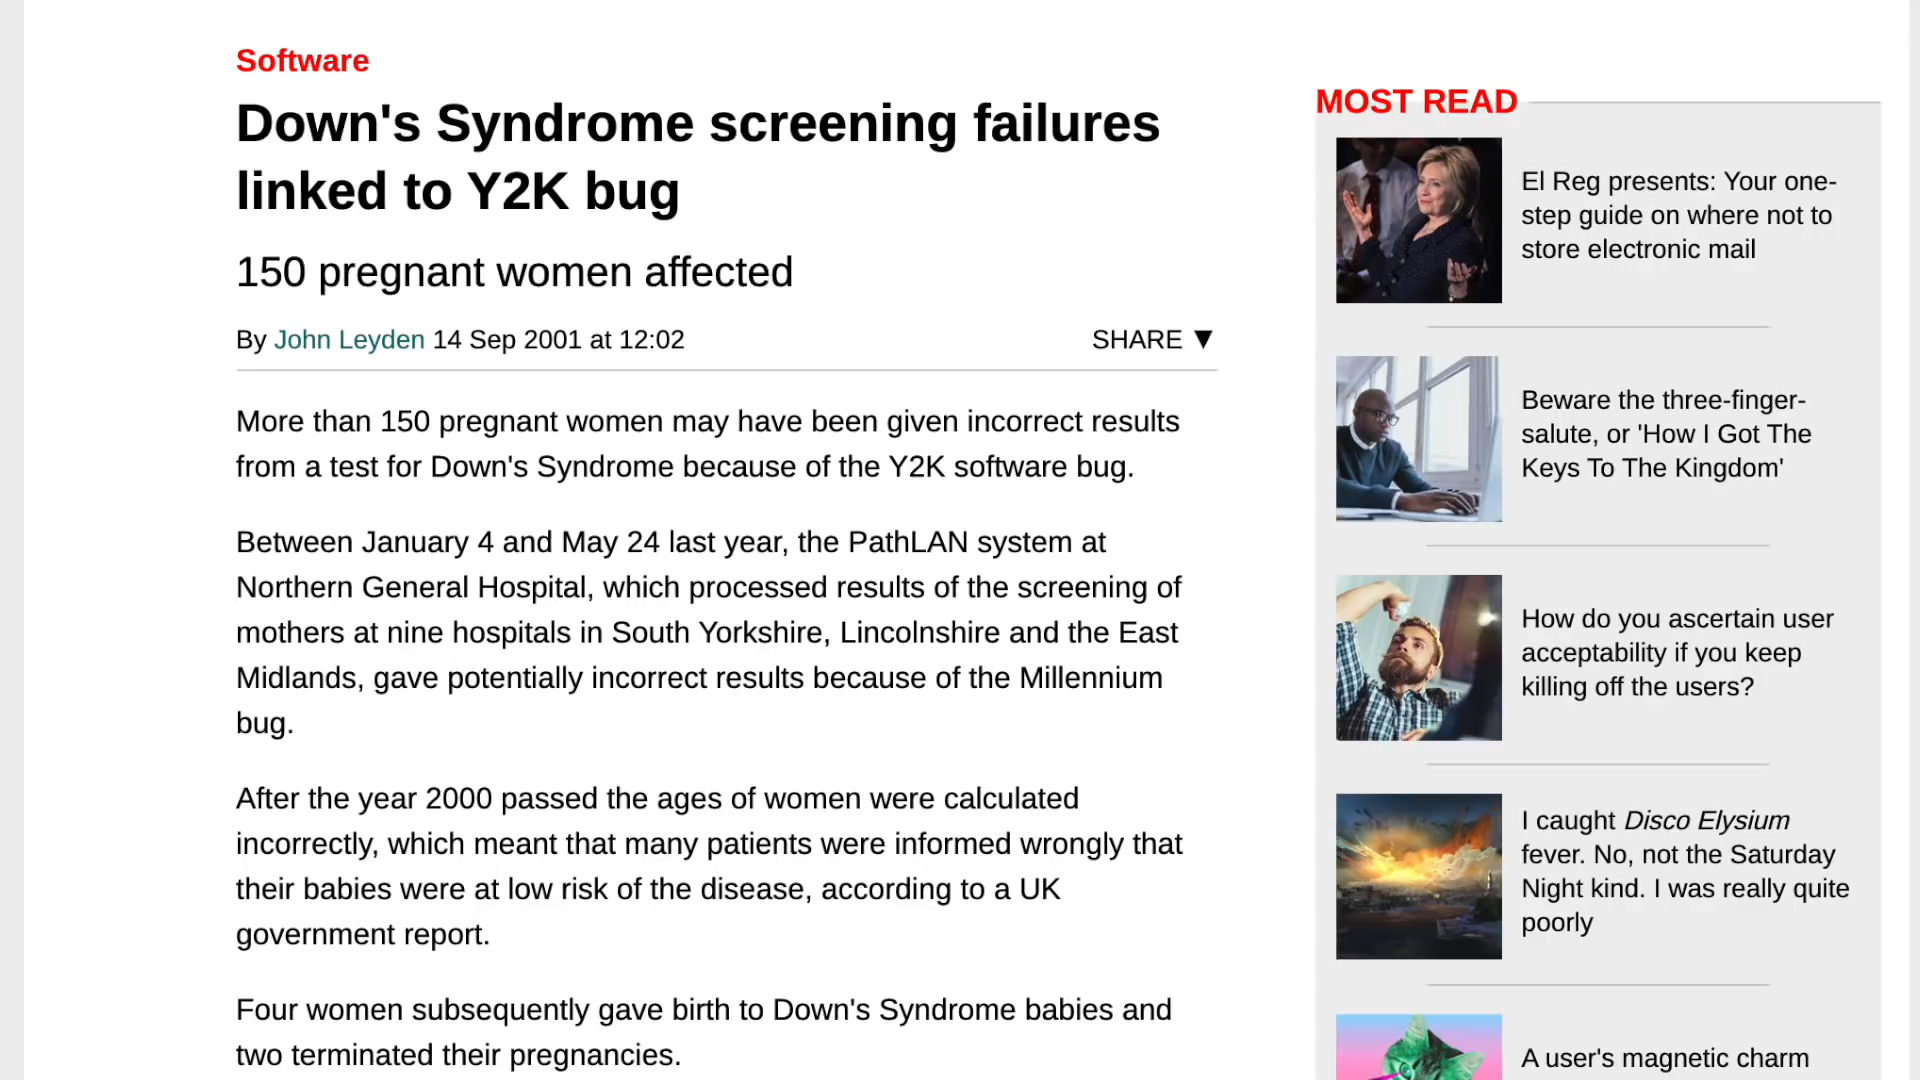 Software
Down's Syndrome screening failures
linked to Y2K bug
150 pregnant women affected
By John Leyden 14 Sep 2001 at 12:02
SHARE ▼
More than 150 pregnant women may have been given incorrect results
from a test for Down's Syndrome because of the Y2K software bug.
Between January 4 and May 24 last year, the PathLAN system at
Northern General Hospital, which processed results of the screening of
mothers at nine hospitals in South Yorkshire, Lincolnshire and the East
Midlands, gave potentially incorrect results because of the Millennium
bug.
After the year 2000 passed the ages of women were calculated
incorrectly, which meant that many patients were informed wrongly that
their babies were at low risk of the disease, according to a UK
government report.
Four women subsequently gave birth to Down's Syndrome babies and
two terminated their pregnancies.
MOST READ
El Reg presents: Your one-
step guide on where not to
store electronic mail
Beware the three-finger-
salute, or 'How I Got The
Keys To The Kingdom'
How do you ascertain user
acceptability if you keep
killing off the users?
I caught Disco Elysium
fever. No, not the Saturday
Night kind. I was really quite
poorly
A user's magnetic charm